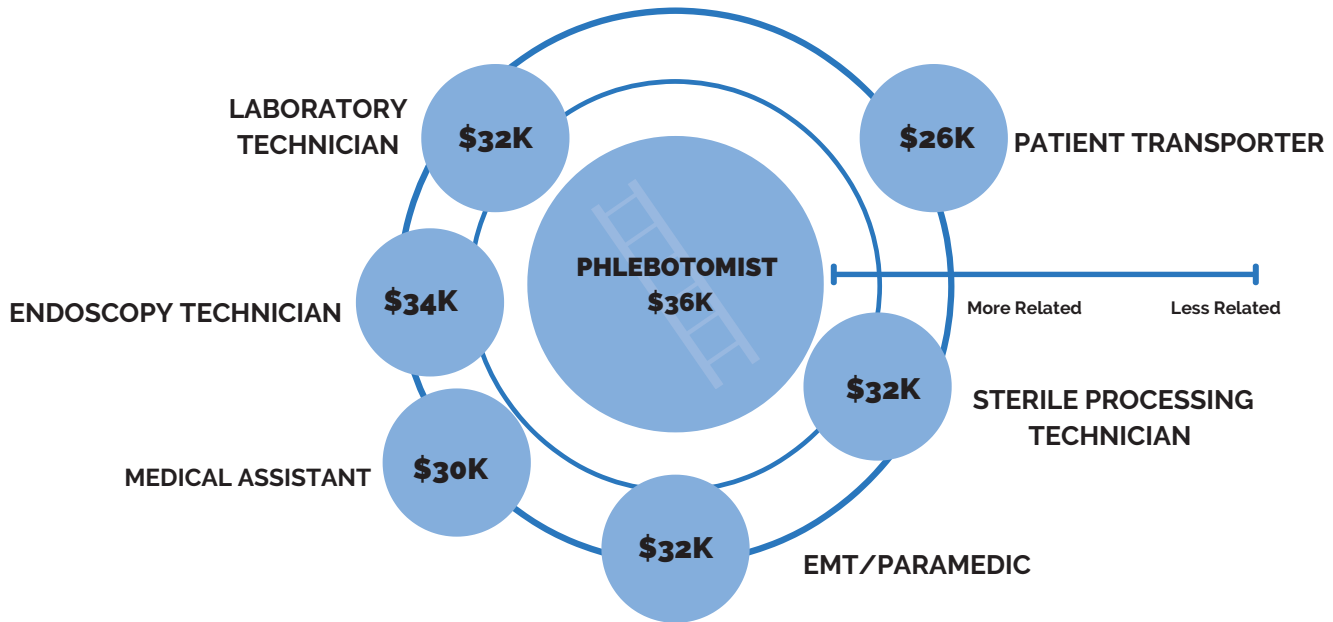 LABORATORY
TECHNICIAN
$32K
$26K
PATIENT TRANSPORTER
PHLEBOTOMIST
$36K
ENDOSCOPY TECHNICIAN
$34K
More Related
Less Related
$32K
STERILE PROCESSING
TECHNICIAN
MEDICAL ASSISTANT
$30K
$32K
EMT/PARAMEDIC